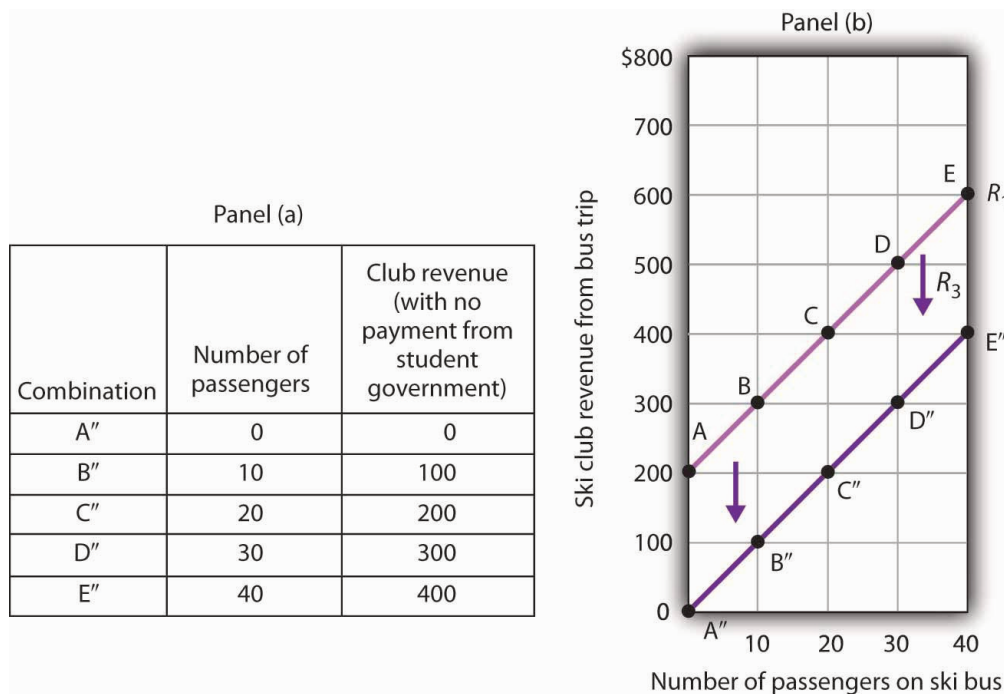 Panel (a)
Combination
Number of
passengers
Club revenue
(with no
payment from
student
government)
A″ 0 0
B″ 10 100
C″ 20 200
D″ 30 300
E″ 40 400
Panel (b)
Ski club revenue from bus trip
$800
700
600
500
400
300
200
100
0
E
D
R₃
C
E″
B
D″
A
C″
B″
A″
10 20 30 40
Number of passengers on ski bus